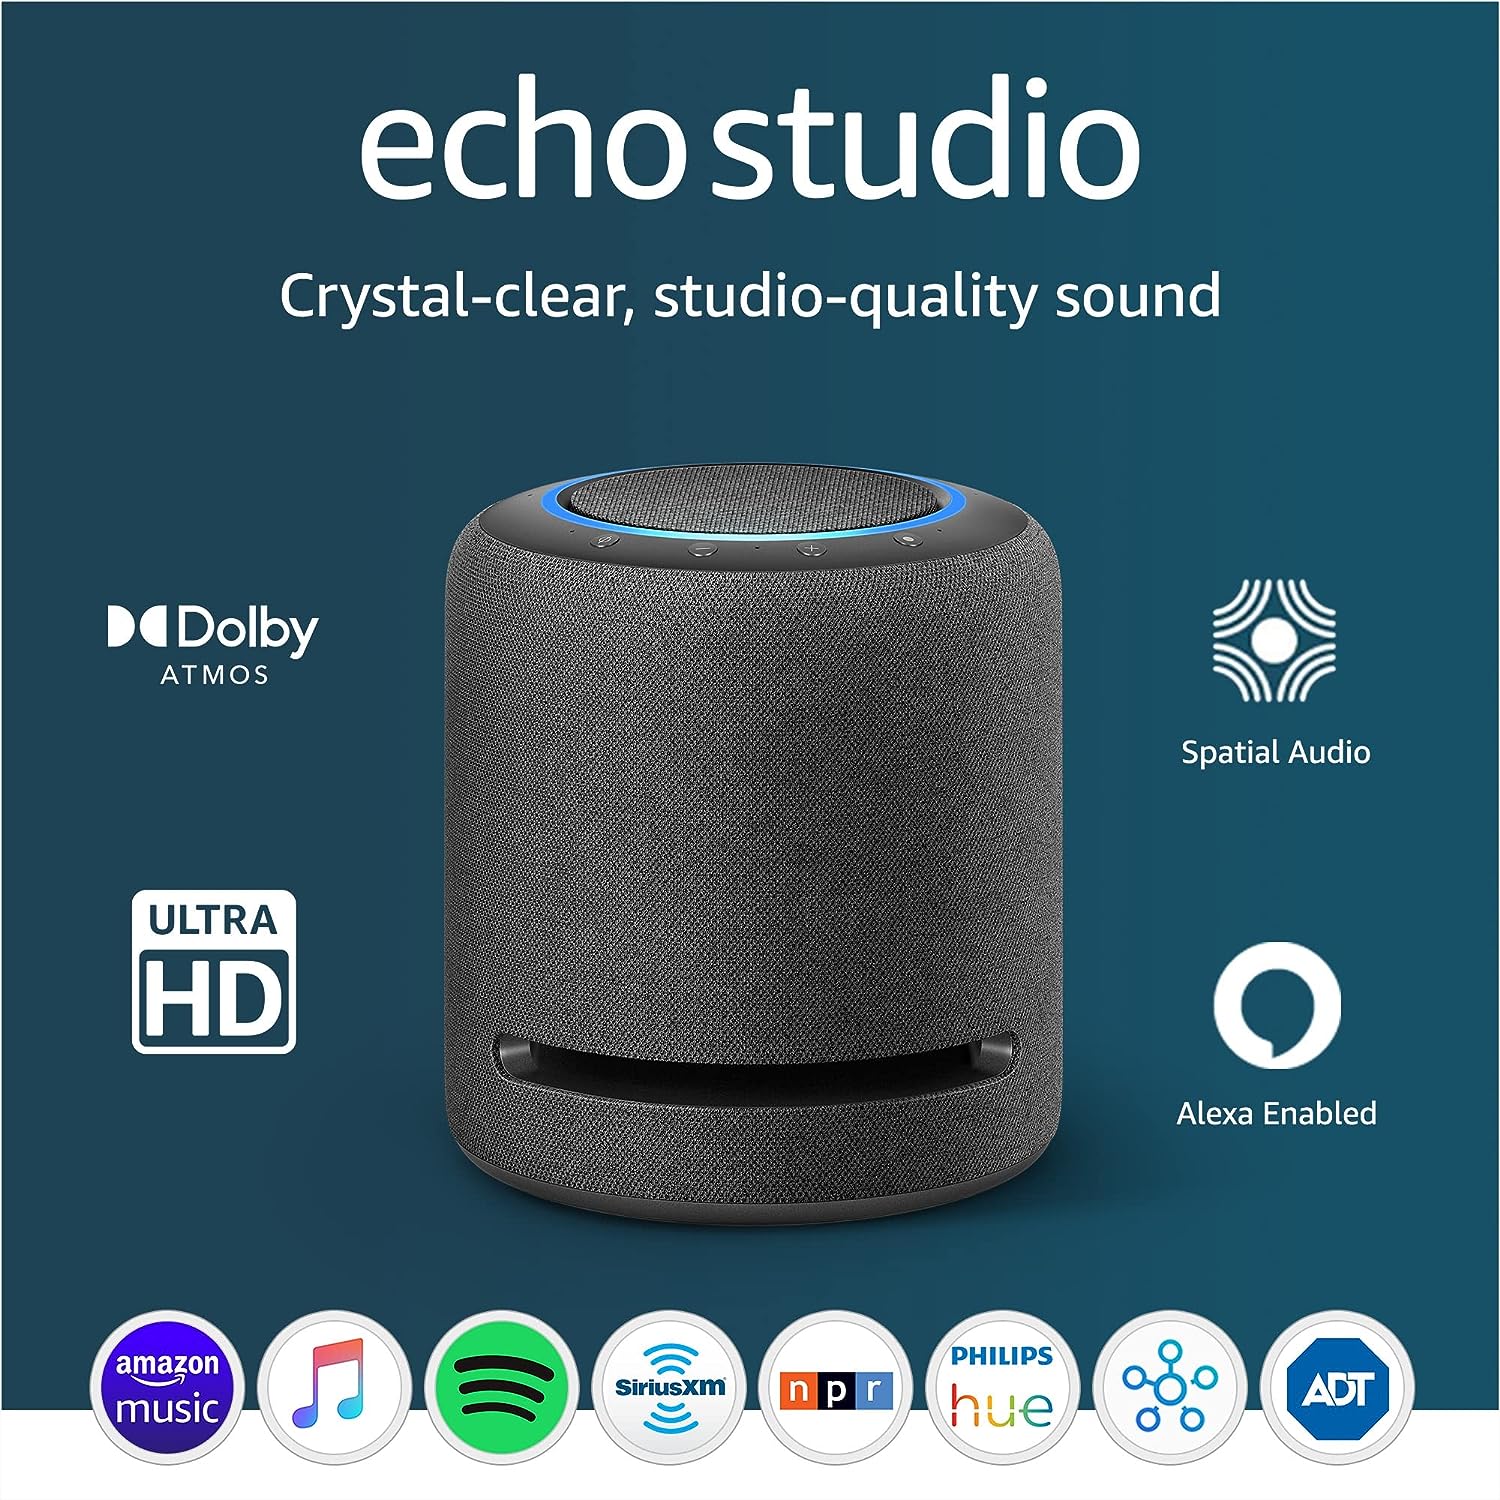 echo studio
Crystal-clear, studio-quality sound
Dolby
ATMOS
Spatial Audio
ULTRA
HD
Alexa Enabled
amazon
music
SiriusXM
npr
PHILIPS
hue
ADT